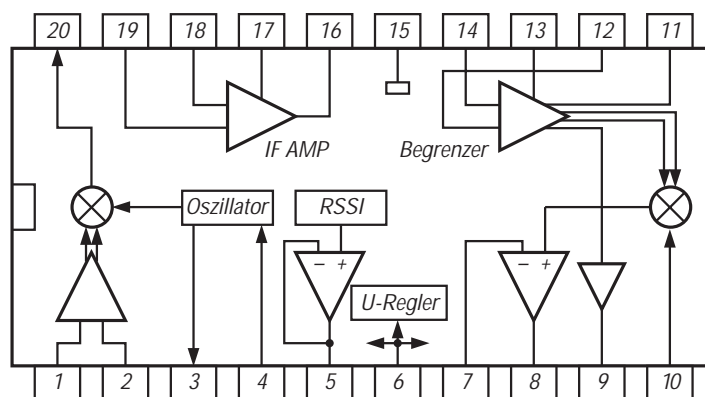 20 19 18 17 16 15 14 13 12 11
IF AMP
Begrenzer
Oszillator
RSSI
− +
− +
U-Regler
1 2 3 4 5 6 7 8 9 10